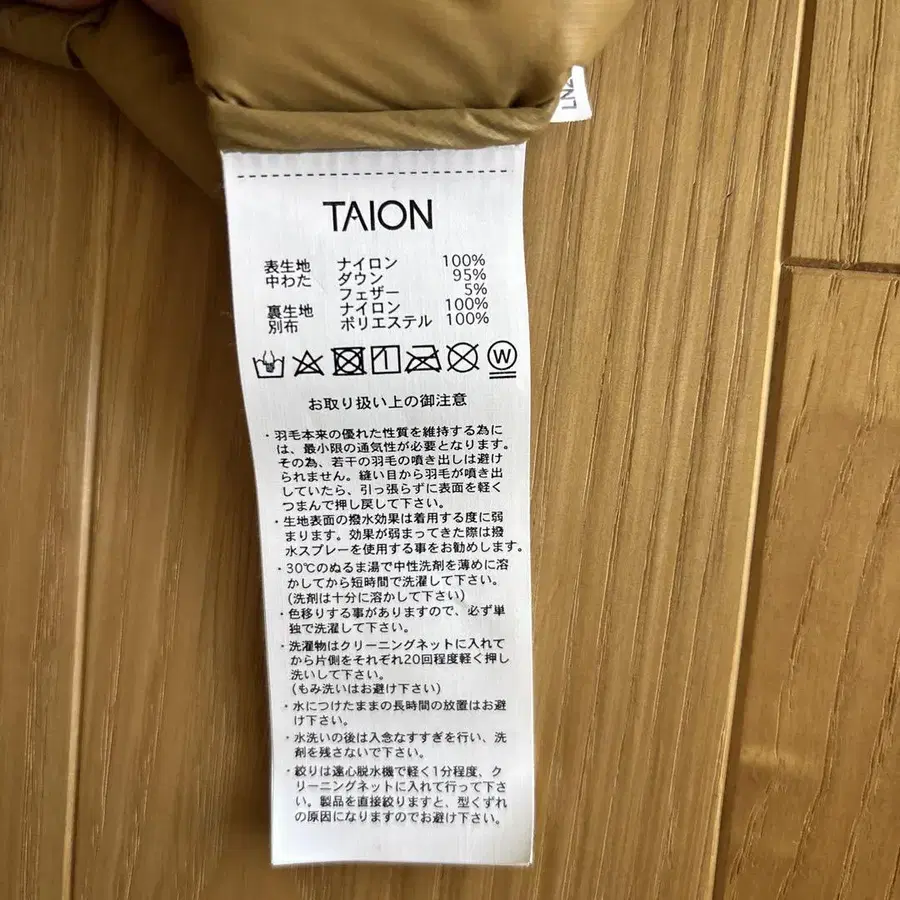 LN
TAION
表生地 ナイロン 100%
中わた ダウン 95%
フェザー 5%
裏生地 ナイロン 100%
別布 ポリエステル 100%
W
お取り扱い上の御注意
・羽毛本来の優れた性質を維持する為に
は、最小限の通気性が必要となります。
その為、若干の羽毛の噴き出しは避け
られません。縫い目から羽毛が噴き出
していたら、引っ張らずに表面を軽く
つまんで押し戻して下さい。
・生地表面の撥水効果は着用する度に弱
まります。効果が弱まってきた際は撥
水スプレーを使用する事をお勧めします。
・30℃のぬるま湯で中性洗剤を薄めに溶
かしてから短時間で洗濯して下さい。
(洗剤は十分に溶かして下さい)
・色移りする事がありますので、必ず単
独で洗濯して下さい。
・洗濯物はクリーニングネットに入れて
から片側をそれぞれ20回程度軽く押し
洗いして下さい。
(もみ洗いはお避け下さい)
・水につけたままの長時間の放置はお避
け下さい。
・水洗いの後は入念なすすぎを行い、洗
剤を残さないで下さい。
・絞りは遠心脱水機で軽く1分程度、ク
リーニングネットに入れて行って下さ
い。製品を直接絞りますと、型くずれ
の原因になりますのでお避け下さい。